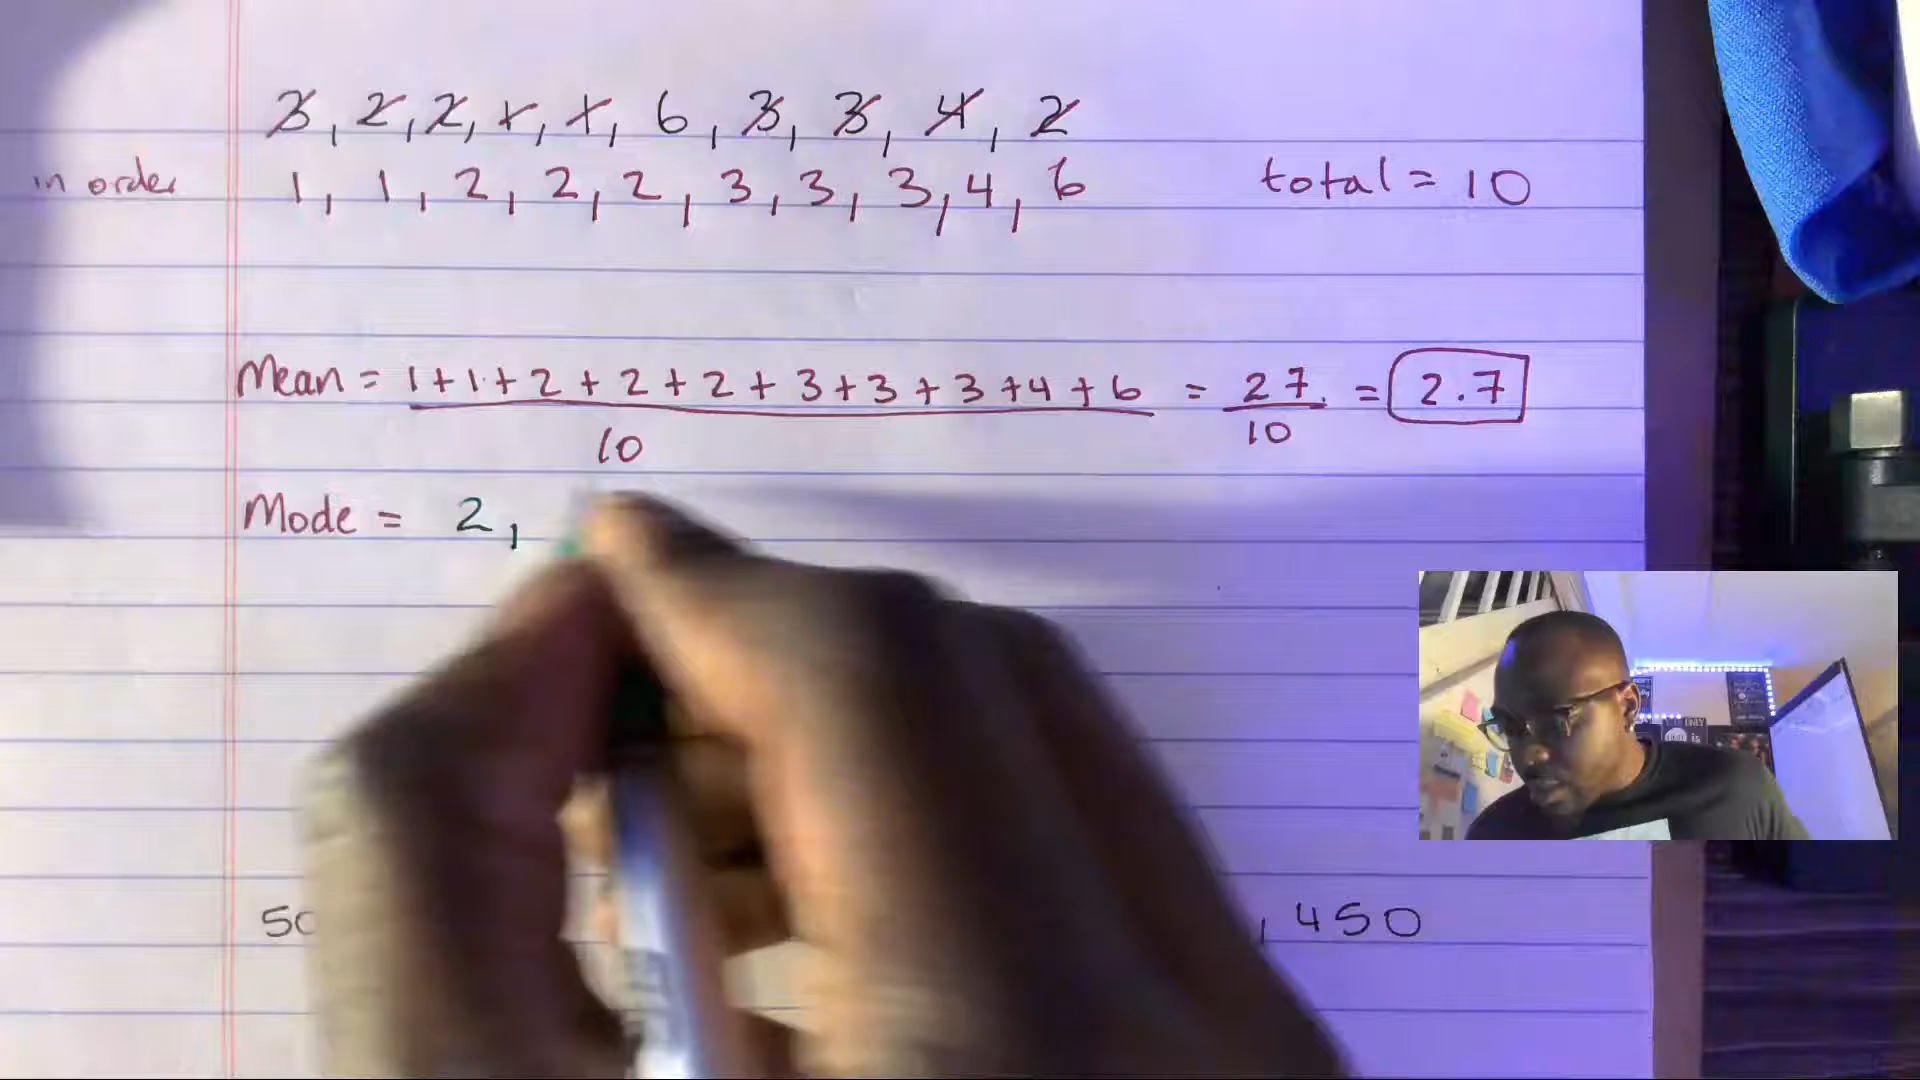 3, 2, 2, 1, 1, 6, 3, 3, 4, 2
in order 1, 1, 2, 2, 2, 3, 3, 3, 4, 6 total = 10
Mean = 1+1+2+2+2+3+3+3+4+6 = 27 = 2.7
10 10
Mode = 2,
, 450
ONLY
is